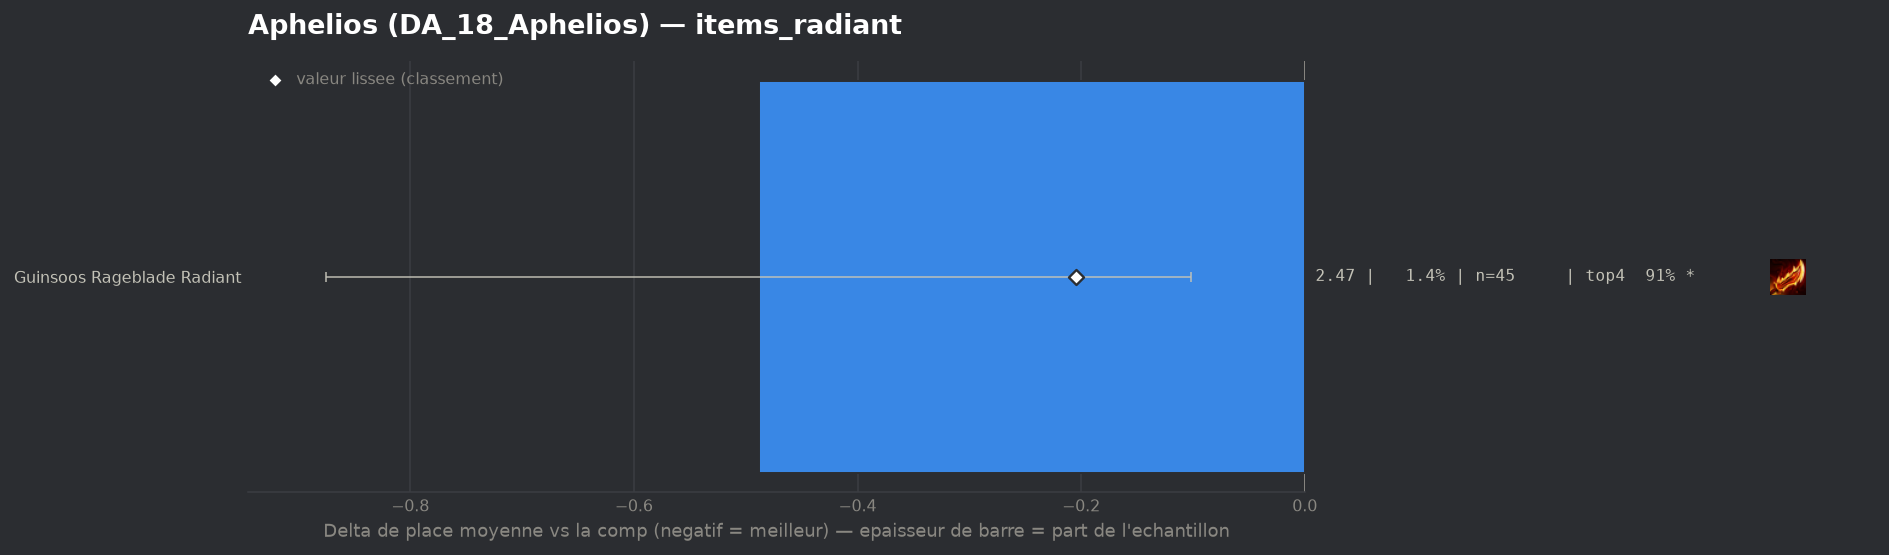 Aphelios (DA_18_Aphelios) — items_radiant
◆ valeur lissee (classement)
Guinsoos Rageblade Radiant
2.47 | 1.4% | n=45 | top4 91% *
−0.8 −0.6 −0.4 −0.2 0.0
Delta de place moyenne vs la comp (negatif = meilleur) — epaisseur de barre = part de l'echantillon